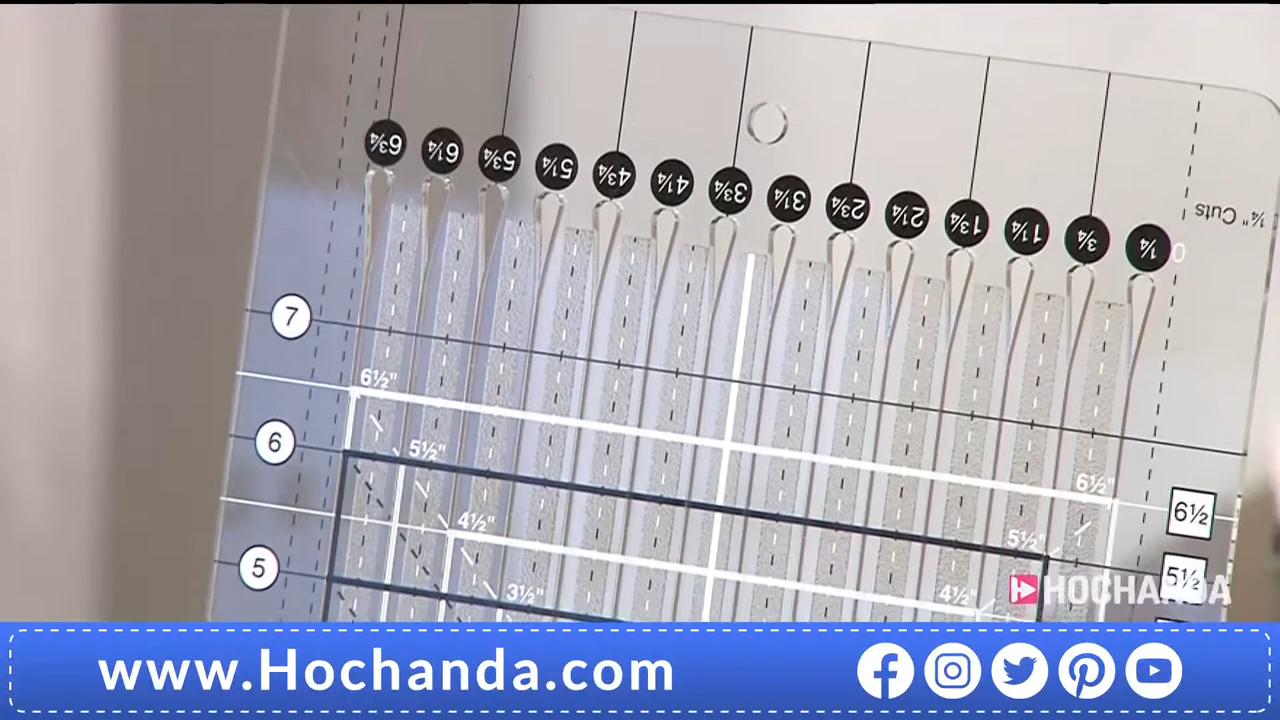 6¾ 6¼ 5¾ 5¼ 4¾ 4¼ 3¾ 3¼ 2¾ 2¼ 1¾ 1¼ ¾ ¼
0
¼" Cuts
7
6½" 6½"
6 6½
5½" 5½"
4½" 4½"
5 5½
3½"
HOCHANDA
www.Hochanda.com